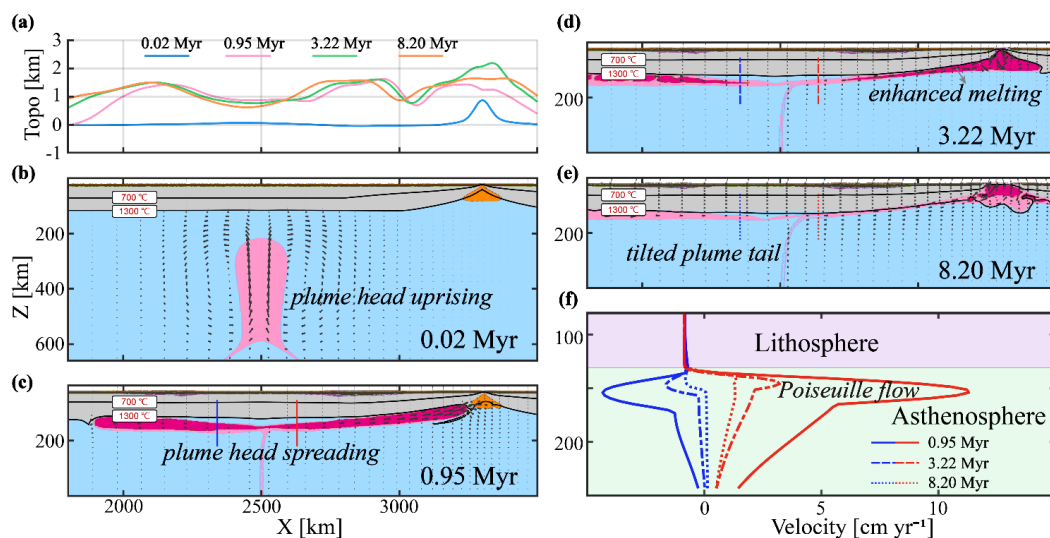 (a)
0.02 Myr 0.95 Myr 3.22 Myr 8.20 Myr
3
2
1
0
-1
Topo [km]
(b)
700 ℃
1300 ℃
200
400
600
Z [km]
plume head uprising
0.02 Myr
(c)
700 ℃
1300 ℃
200
plume head spreading
0.95 Myr
2000 2500 3000
X [km]
(d)
700 ℃
1300 ℃
200
enhanced melting
3.22 Myr
(e)
700 ℃
1300 ℃
200
tilted plume tail
8.20 Myr
(f)
100
200
Lithosphere
Poiseuille flow
Asthenosphere
0.95 Myr
3.22 Myr
8.20 Myr
0 5 10
Velocity [cm yr⁻¹]